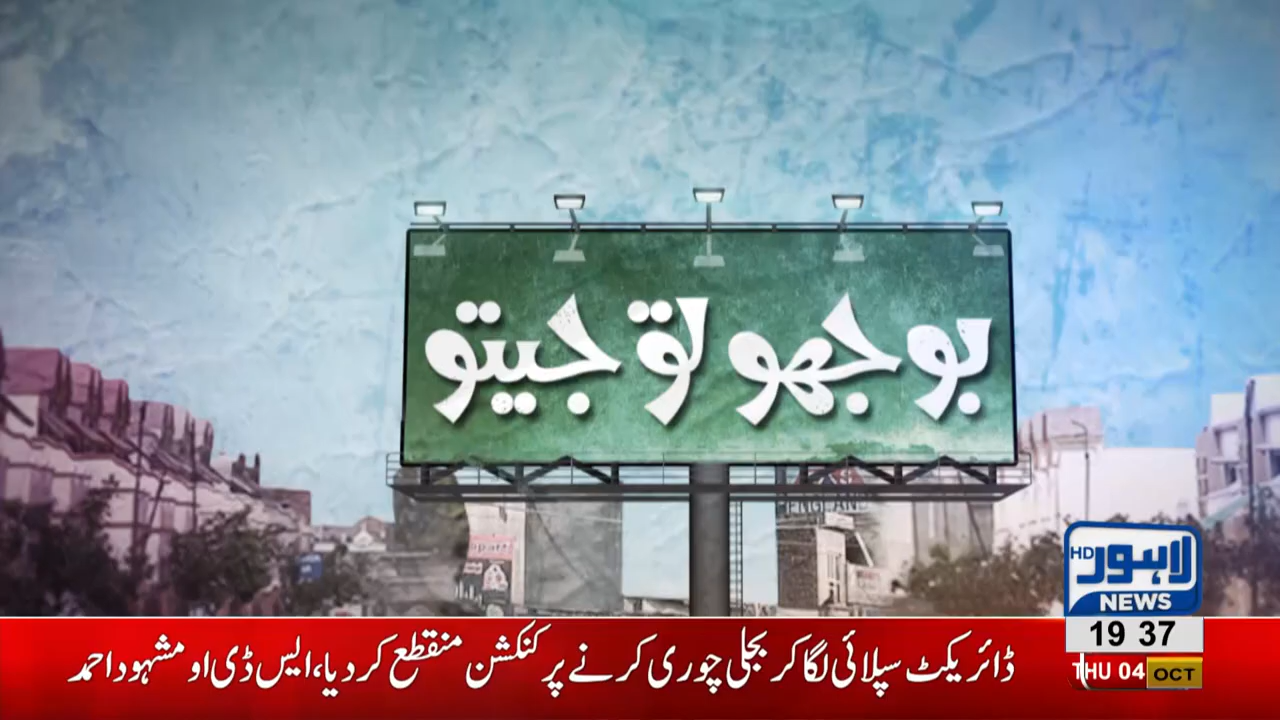 بوجھو تو جیتو
ENGLAND
HD
لاہور
NEWS
19 37
THU 04 OCT
ڈائریکٹ سپلائی لگا کر بجلی چوری کرنے پر کنکشن منقطع کر دیا، ایس ڈی او مشہود احمد